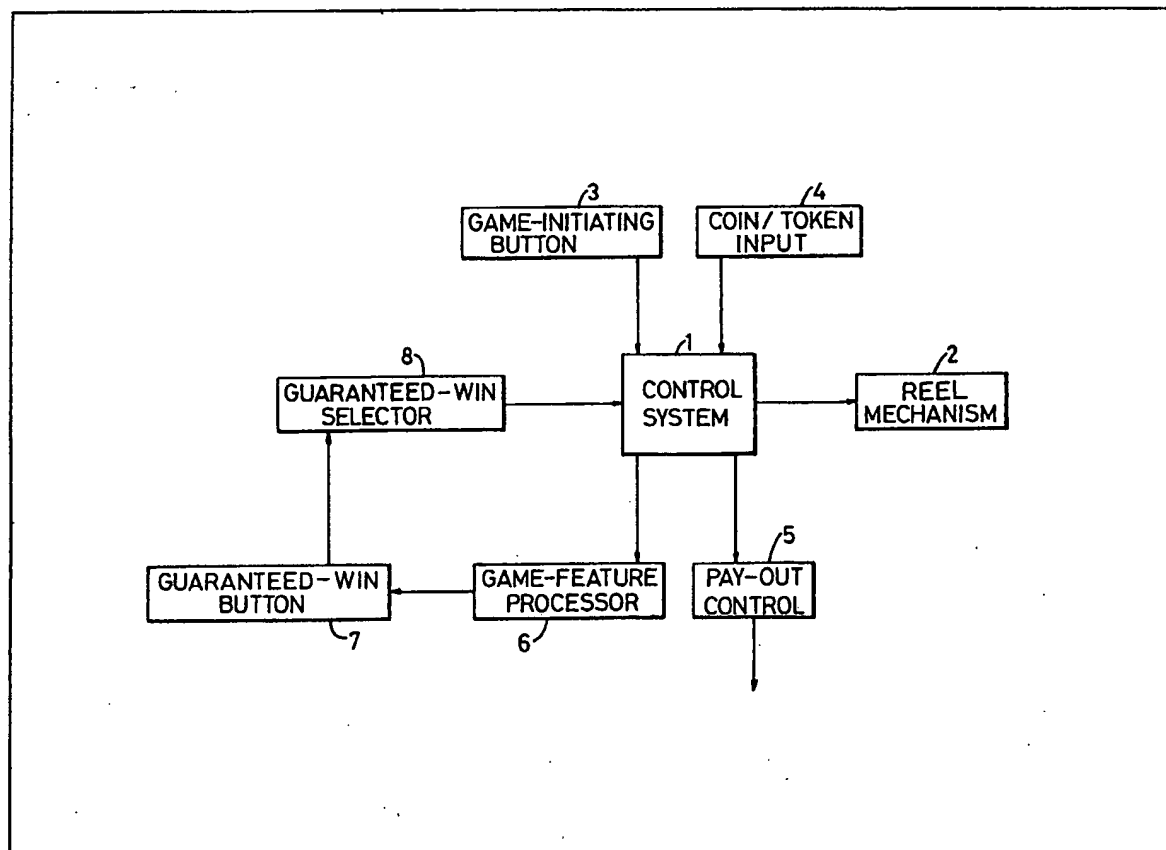 3
GAME-INITIATING
BUTTON
4
COIN/TOKEN
INPUT
1
CONTROL
SYSTEM
2
REEL
MECHANISM
8
GUARANTEED-WIN
SELECTOR
GUARANTEED-WIN
BUTTON
7
GAME-FEATURE
PROCESSOR
6
5
PAY-OUT
CONTROL